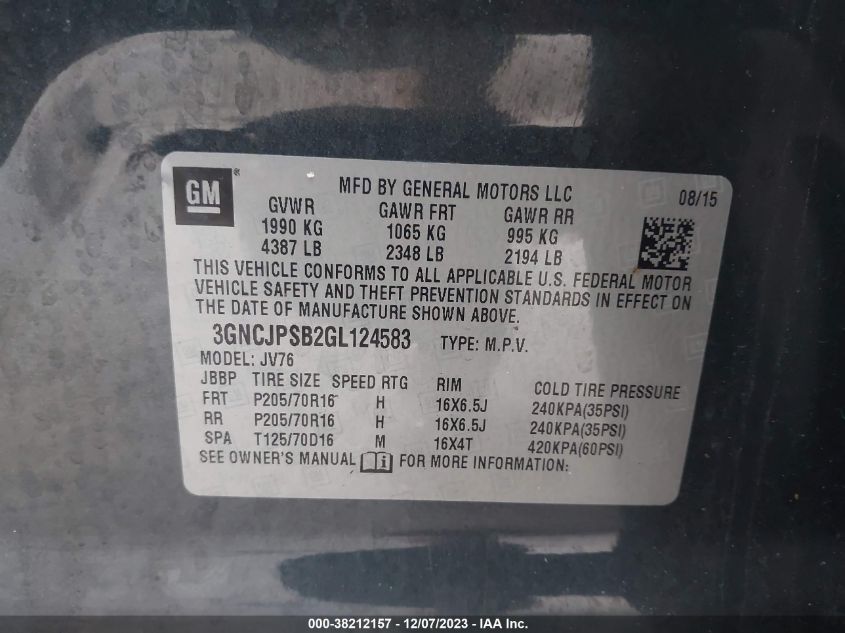 GM®
MFD BY GENERAL MOTORS LLC
08/15
GVWR GAWR FRT GAWR RR
1990 KG 1065 KG 995 KG
4387 LB 2348 LB 2194 LB
THIS VEHICLE CONFORMS TO ALL APPLICABLE U.S. FEDERAL MOTOR
VEHICLE SAFETY AND THEFT PREVENTION STANDARDS IN EFFECT ON
THE DATE OF MANUFACTURE SHOWN ABOVE.
3GNCJPSB2GL124583 TYPE: M.P.V.
MODEL: JV76
JBBP TIRE SIZE SPEED RTG RIM COLD TIRE PRESSURE
FRT P205/70R16 H 16X6.5J 240KPA(35PSI)
RR P205/70R16 H 16X6.5J 240KPA(35PSI)
SPA T125/70D16 M 16X4T 420KPA(60PSI)
SEE OWNER'S MANUAL FOR MORE INFORMATION:
000-38212157 - 12/07/2023 - IAA Inc.